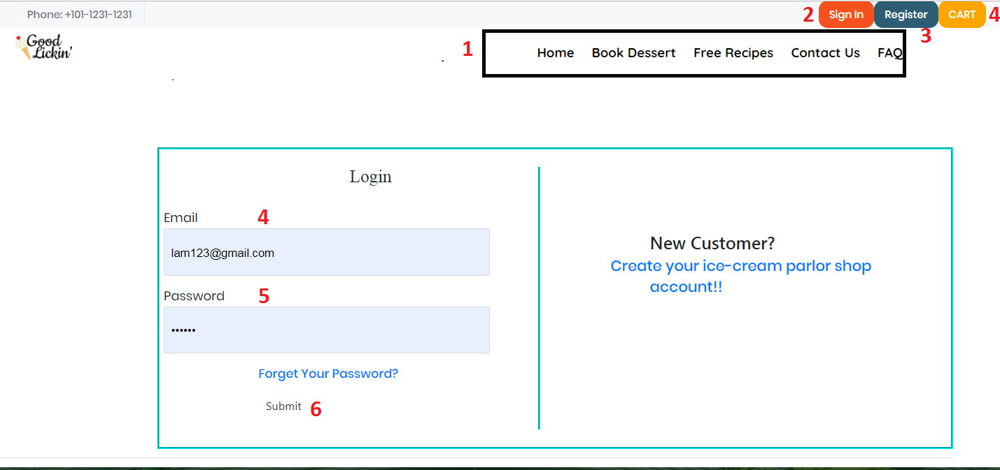 Phone: +101-1231-1231
2 Sign In Register CART 4
3
Good
Lickin'
1 Home Book Dessert Free Recipes Contact Us FAQ
Login
Email 4
lam123@gmail.com
Password 5
••••••
Forget Your Password?
Submit 6
New Customer?
Create your ice-cream parlor shop
account!!